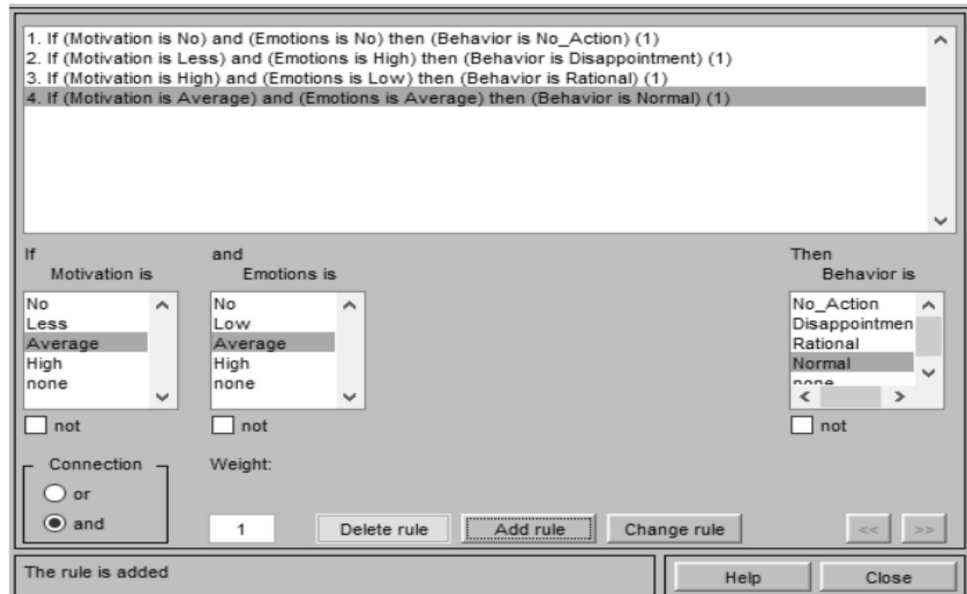 1. If (Motivation is No) and (Emotions is No) then (Behavior is No_Action) (1)
2. If (Motivation is Less) and (Emotions is High) then (Behavior is Disappointment) (1)
3. If (Motivation is High) and (Emotions is Low) then (Behavior is Rational) (1)
4. If (Motivation is Average) and (Emotions is Average) then (Behavior is Normal) (1)
If
Motivation is
No
Less
Average
High
none
not
and
Emotions is
No
Low
Average
High
none
not
Then
Behavior is
No_Action
Disappointmen
Rational
Normal
none
not
Connection
or
and
Weight:
1
Delete rule
Add rule
Change rule
<<
>>
The rule is added
Help
Close